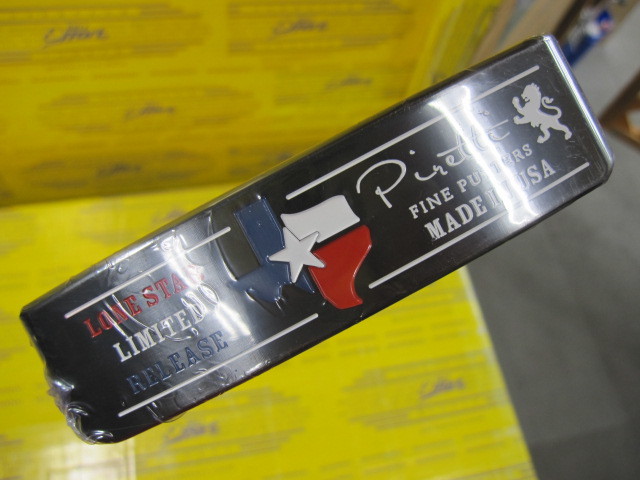 LONE STAR
LIMITED
RELEASE
Piretti
FINE PUTTERS
MADE IN USA